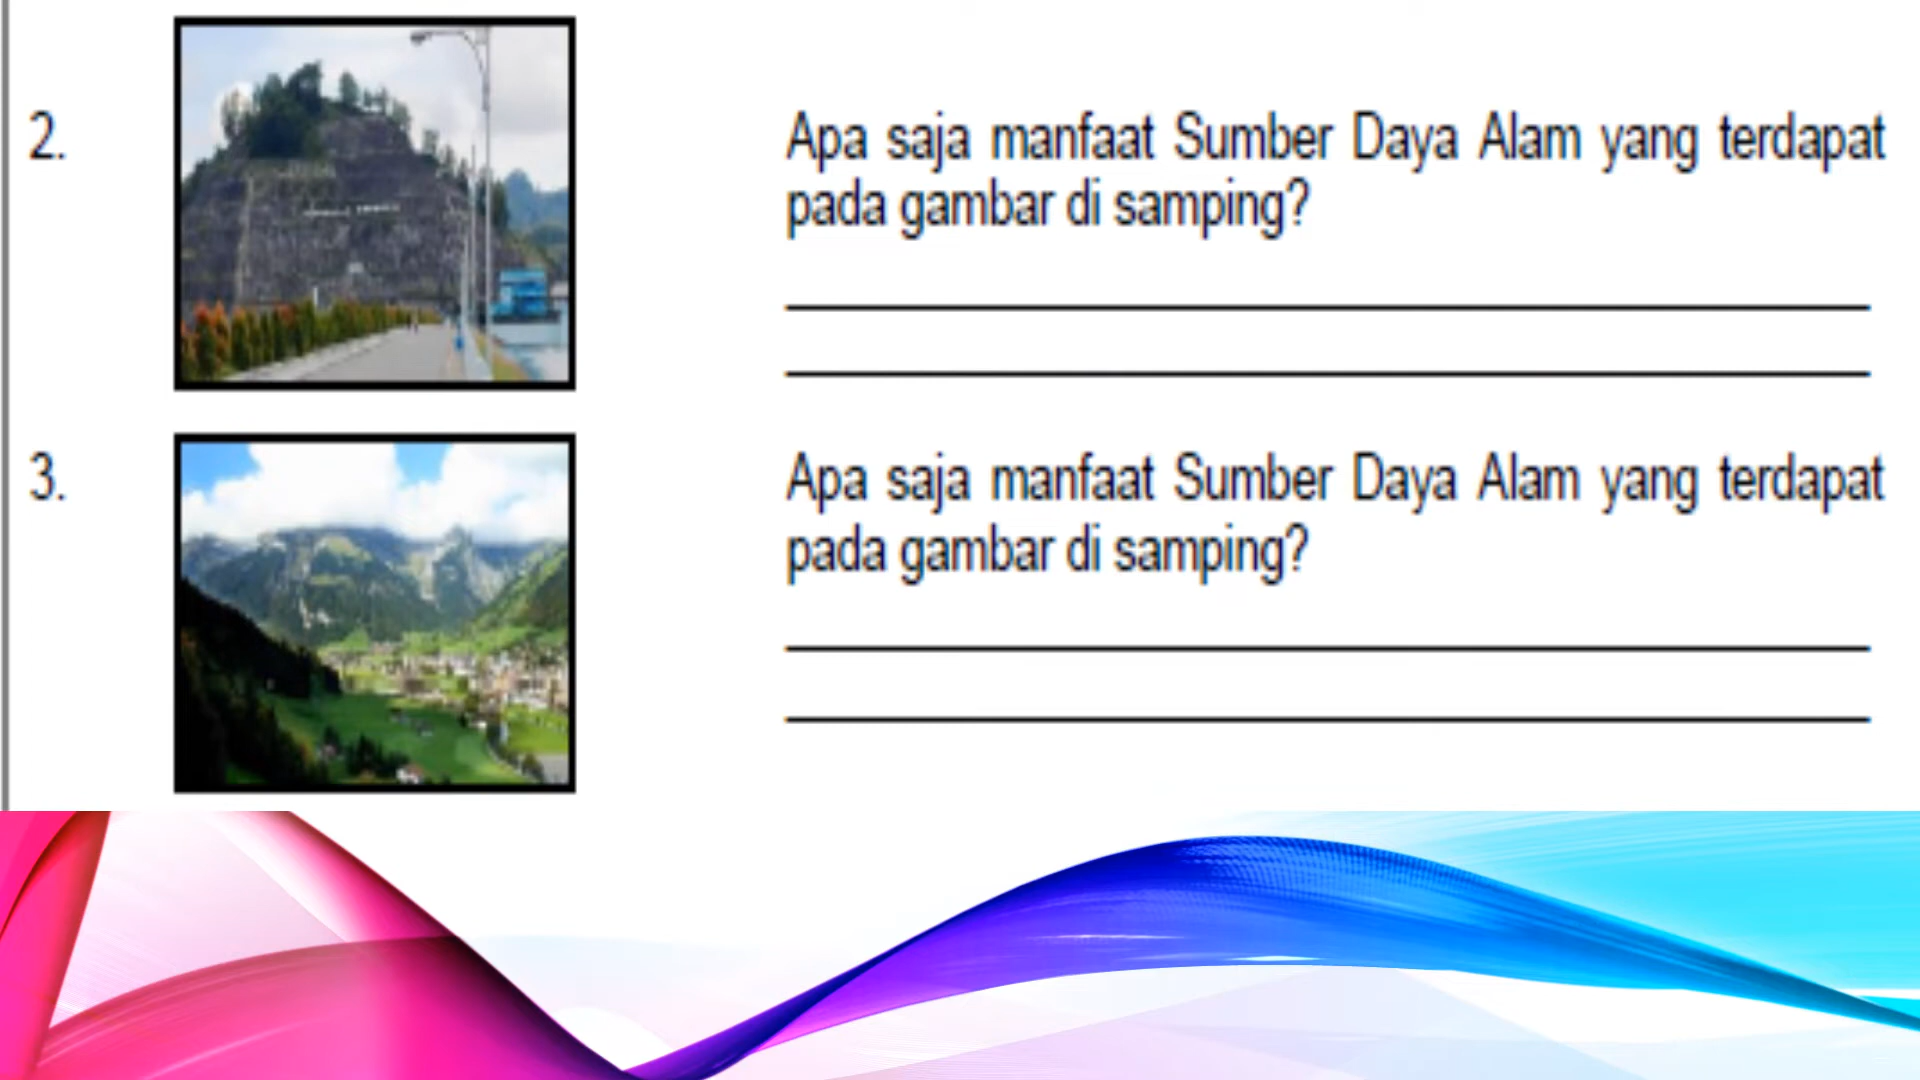 2.
Apa saja manfaat Sumber Daya Alam yang terdapat
pada gambar di samping?
3.
Apa saja manfaat Sumber Daya Alam yang terdapat
pada gambar di samping?